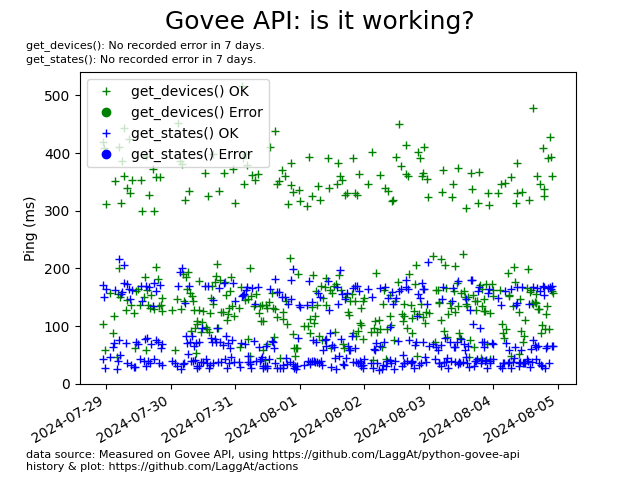 Govee API: is it working?
get_devices(): No recorded error in 7 days.
get_states(): No recorded error in 7 days.
get_devices() OK
get_devices() Error
get_states() OK
get_states() Error
Ping (ms)
500
400
300
200
100
0
2024-07-29
2024-07-30
2024-07-31
2024-08-01
2024-08-02
2024-08-03
2024-08-04
2024-08-05
data source: Measured on Govee API, using https://github.com/LaggAt/python-govee-api
history & plot: https://github.com/LaggAt/actions